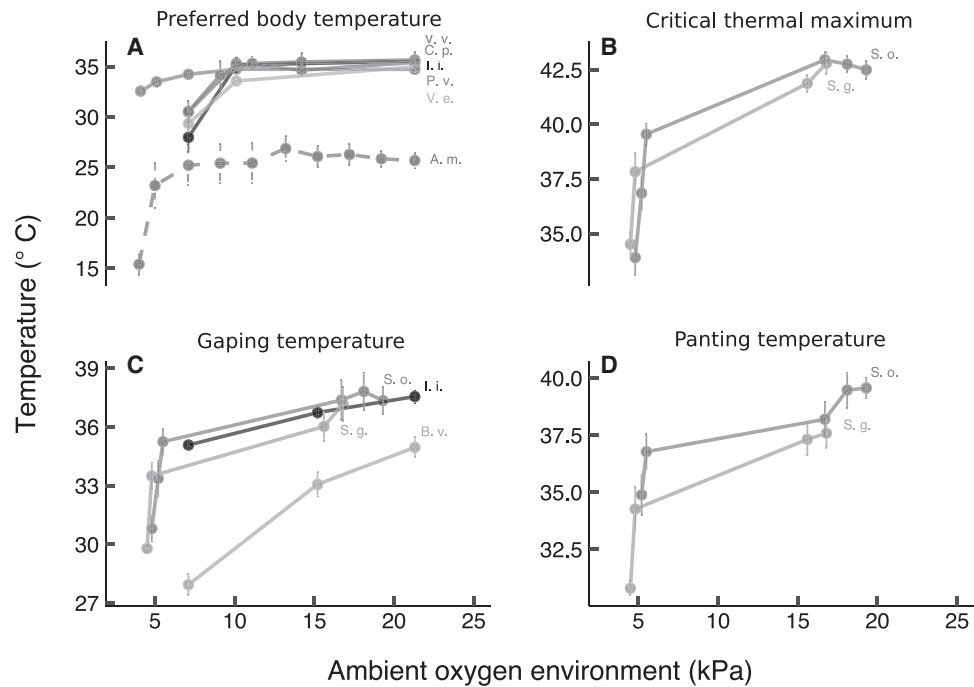 Preferred body temperature
Critical thermal maximum
A
V. v.
C. p.
I. i.
P. v.
V. e.
A. m.
35
30
25
20
15
B
S. o.
S. g.
42.5
40.0
37.5
35.0
Temperature (° C)
Gaping temperature
Panting temperature
C
S. o.
I. i.
S. g.
B. v.
39
36
33
30
27
5 10 15 20 25
D
S. o.
S. g.
40.0
37.5
35.0
32.5
5 10 15 20 25
Ambient oxygen environment (kPa)